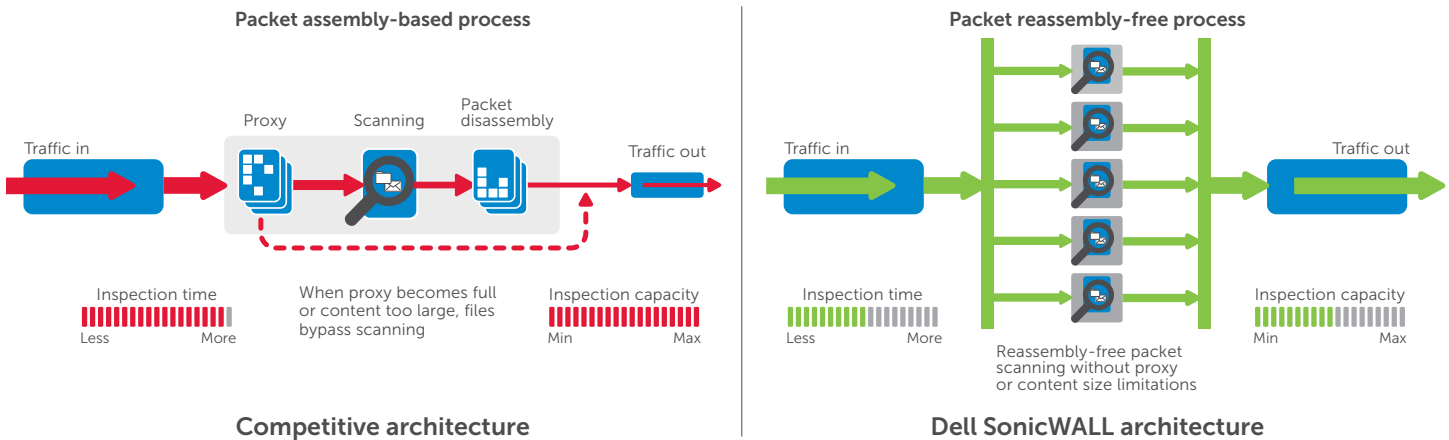 Packet assembly-based process
Proxy
Scanning
Packet
disassembly
Traffic in
Traffic out
When proxy becomes full
or content too large, files
bypass scanning
Inspection time
Less
More
Inspection capacity
Min
Max
Competitive architecture
Packet reassembly-free process
Traffic in
Traffic out
Inspection time
Less
More
Inspection capacity
Min
Max
Reassembly-free packet
scanning without proxy
or content size limitations
Dell SonicWALL architecture